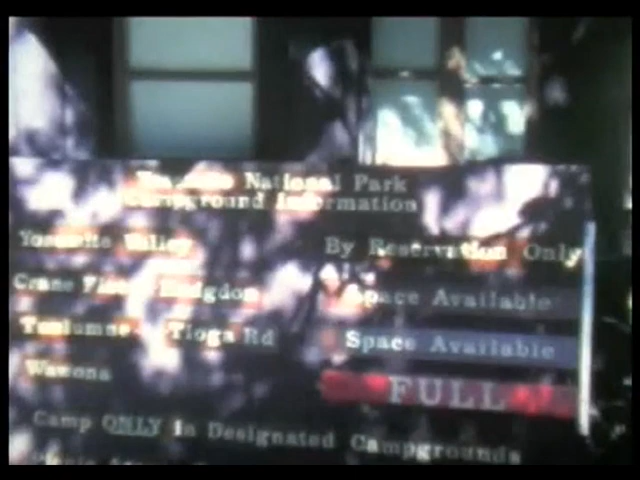 Yosemite National Park
Campground Information
Yosemite Valley By Reservation Only
Crane Flat Hodgdon Space Available
Tuolumne Tioga Rd Space Available
Wawona FULL
Camp ONLY in Designated Campgrounds